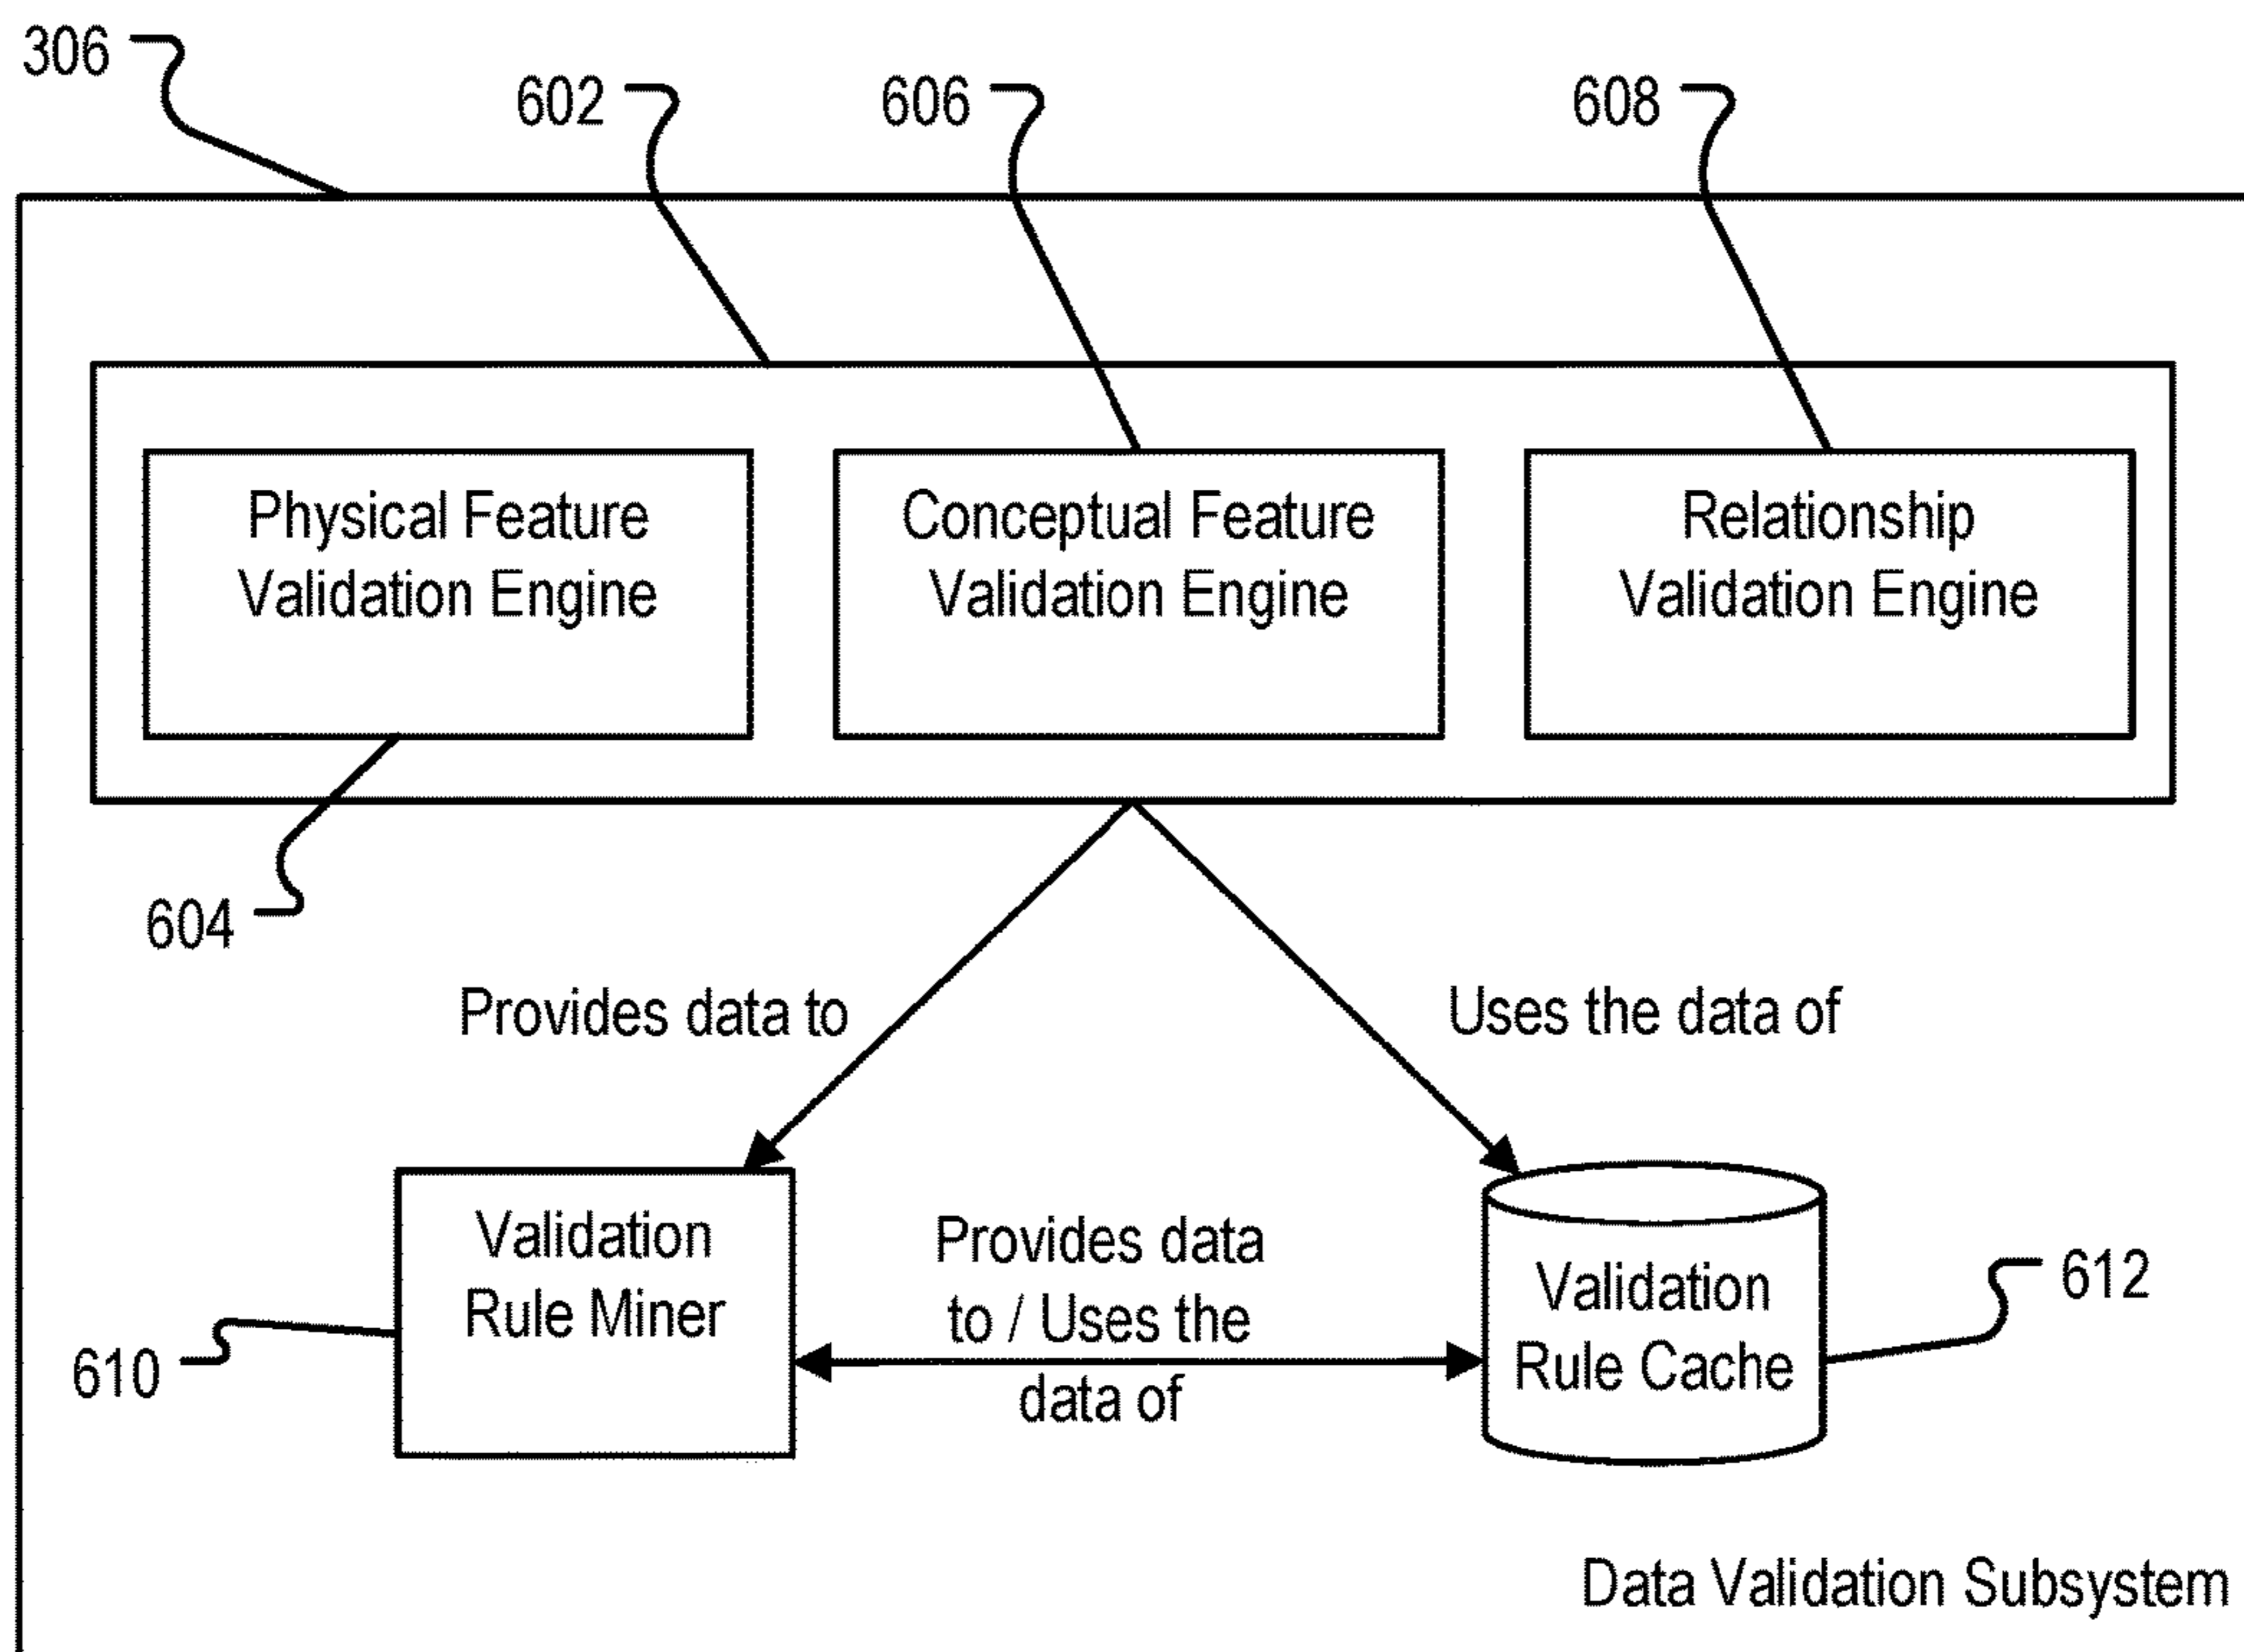 306
602
606
608
Physical Feature
Validation Engine
Conceptual Feature
Validation Engine
Relationship
Validation Engine
604
Provides data to
Uses the data of
Validation
Rule Miner
Provides data
to / Uses the
data of
Validation
Rule Cache
610
612
Data Validation Subsystem